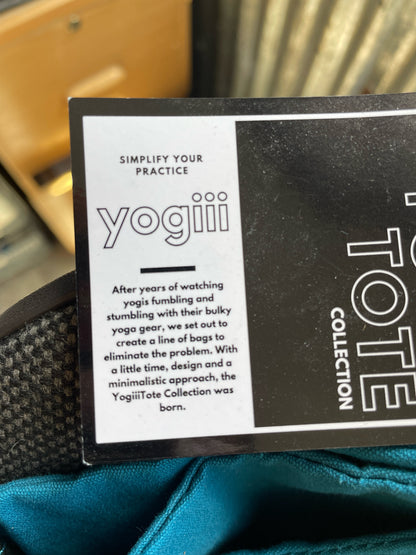 SIMPLIFY YOUR
PRACTICE
yogiii
After years of watching
yogis fumbling and
stumbling with their bulky
yoga gear, we set out to
create a line of bags to
eliminate the problem. With
a little time, design and a
minimalistic approach, the
YogiiiTote Collection was
born.
TOTE
COLLECTION